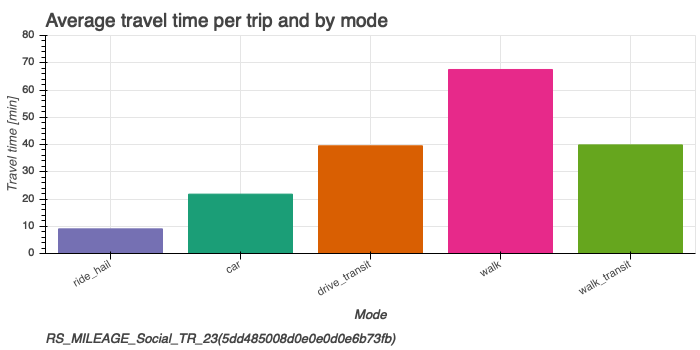 Average travel time per trip and by mode
80
70
60
50
40
30
20
10
0
Travel time [min]
ride_hail
car
drive_transit
walk
walk_transit
Mode
RS_MILEAGE_Social_TR_23(5dd485008d0e0e0d0e6b73fb)